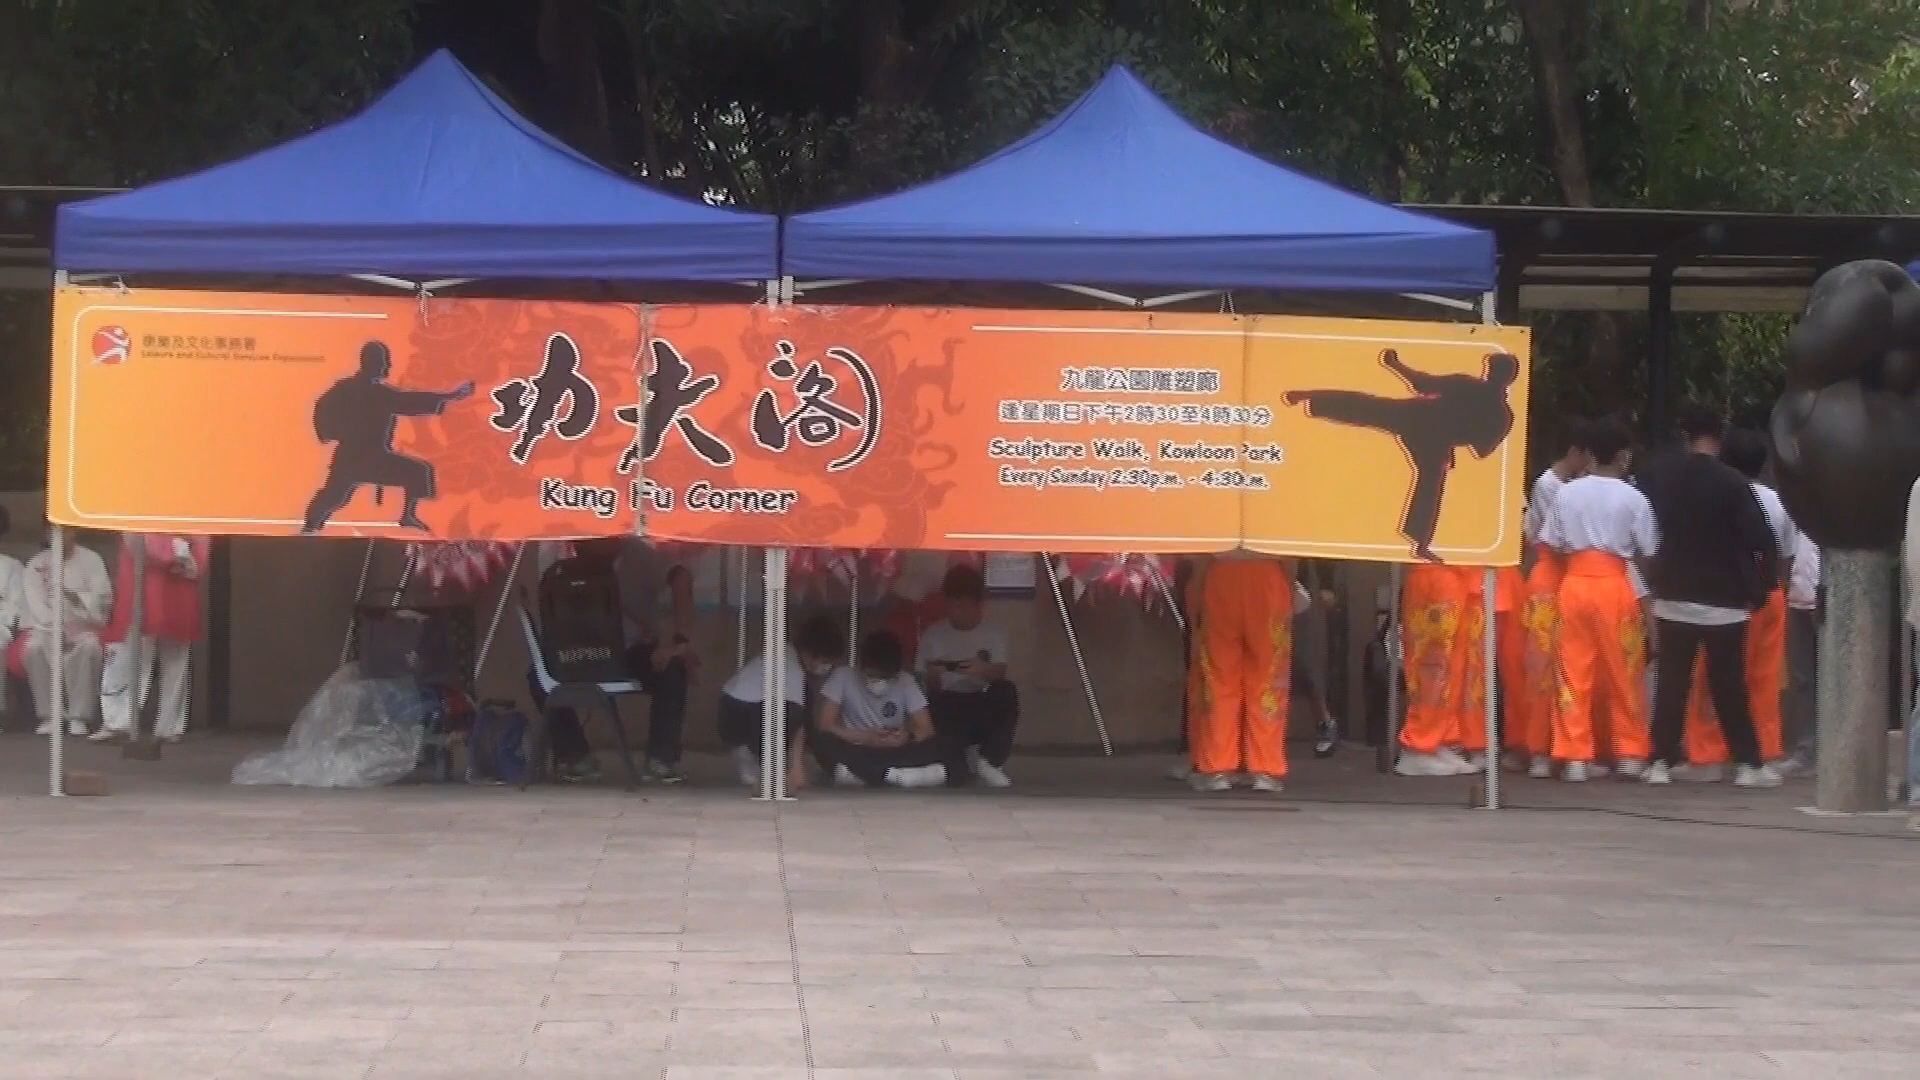 康樂及文化事務署
Leisure and Cultural Services Department
功夫閣
Kung Fu Corner
九龍公園雕塑廊
逢星期日下午2時30至4時30分
Sculpture Walk, Kowloon Park
Every Sunday 2:30p.m. - 4:30p.m.